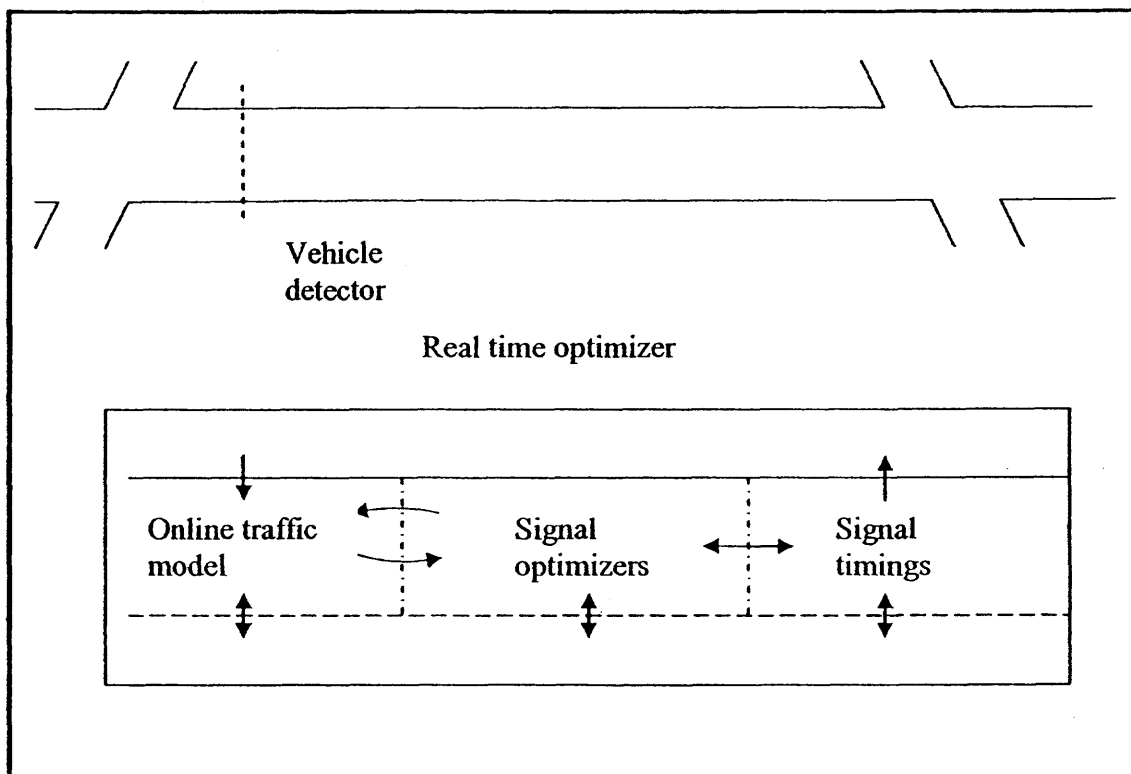 Vehicle
detector
Real time optimizer
Online traffic
model
Signal
optimizers
Signal
timings